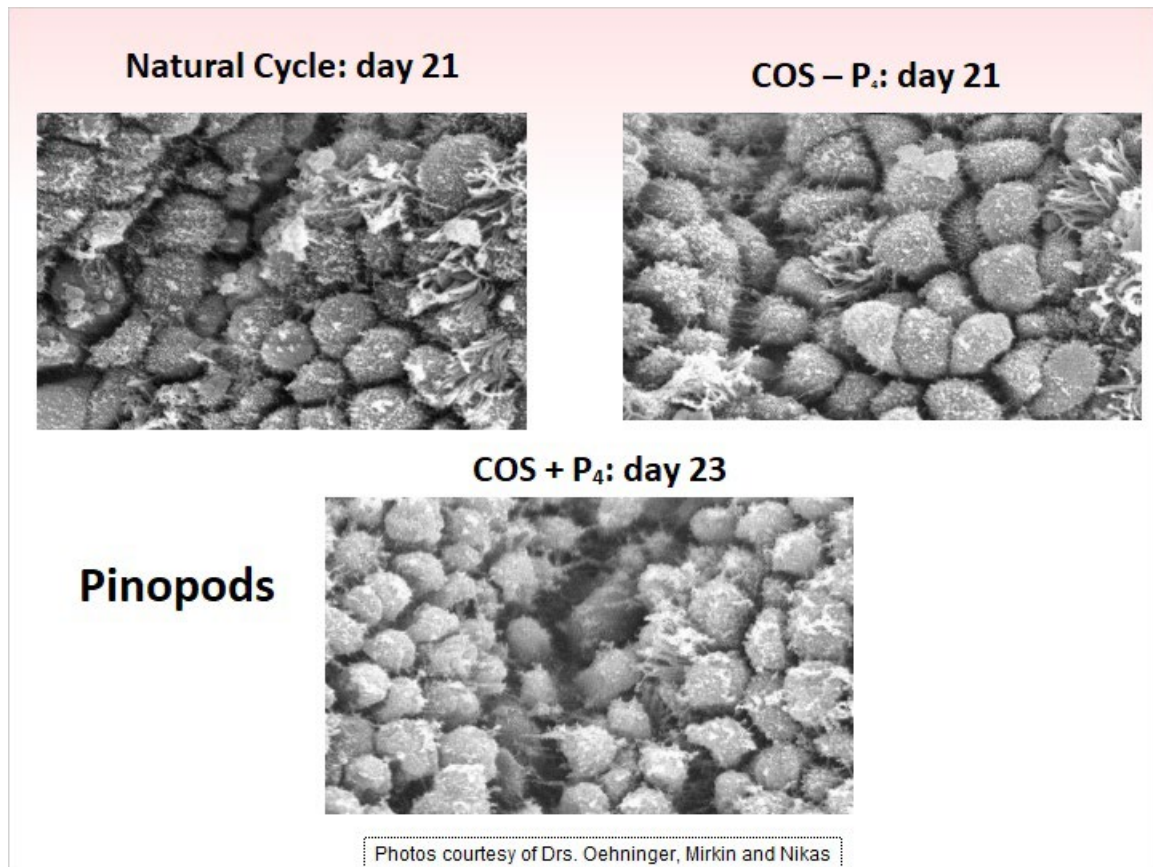 Natural Cycle: day 21
COS – P₄: day 21
COS + P₄: day 23
Pinopods
Photos courtesy of Drs. Oehninger, Mirkin and Nikas